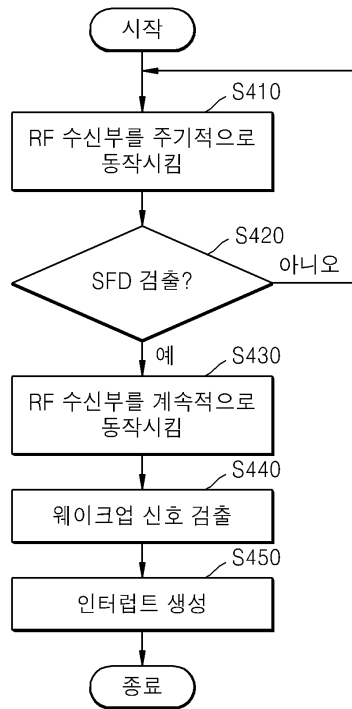 시작
S410
RF 수신부를 주기적으로
동작시킴
S420
SFD 검출?
아니오
예
S430
RF 수신부를 계속적으로
동작시킴
S440
웨이크업 신호 검출
S450
인터럽트 생성
종료